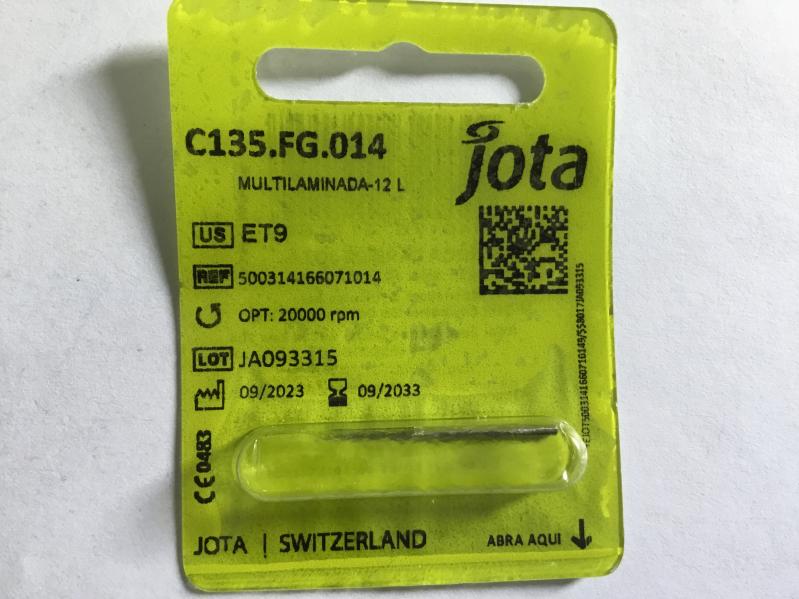 C135.FG.014
jota
MULTILAMINADA-12 L
US ET9
REF 500314166071014
OPT: 20000 rpm
LOT JA093315
09/2023 09/2033
CE 0483
JOTA | SWITZERLAND
ABRA AQUI